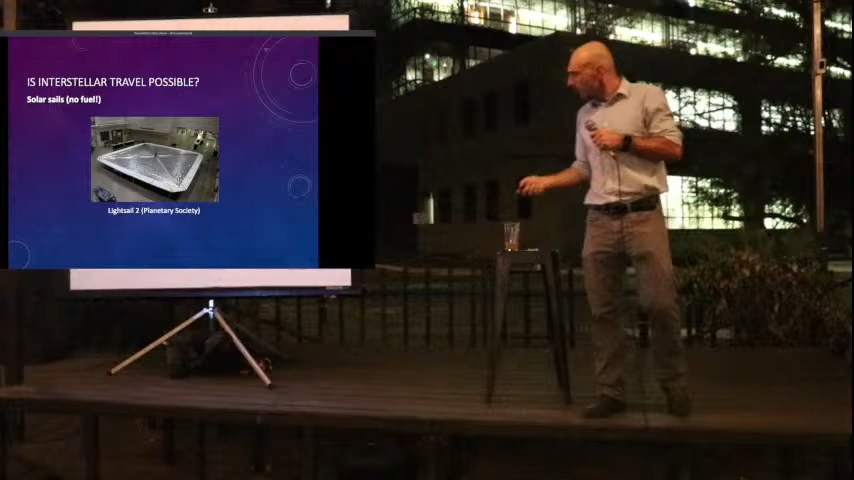 IS INTERSTELLAR TRAVEL POSSIBLE?
Solar sails (no fuel!)
Lightsail 2 (Planetary Society)